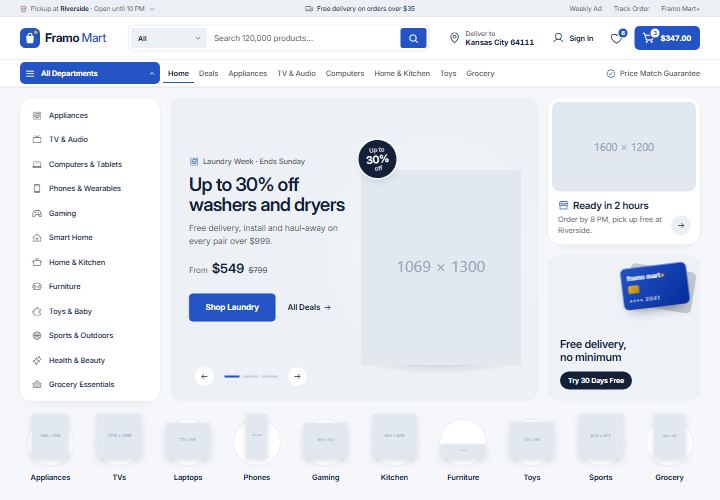 Pickup at Riverside · Open until 10 PM
Free delivery on orders over $35
Weekly Ad
Track Order
Framo Mart+
Framo Mart
All
Search 120,000 products...
Deliver to
Kansas City 64111
Sign In
6
3
$347.00
All Departments
Home
Deals
Appliances
TV & Audio
Computers
Home & Kitchen
Toys
Grocery
Price Match Guarantee
Appliances
TV & Audio
Computers & Tablets
Phones & Wearables
Gaming
Smart Home
Home & Kitchen
Furniture
Toys & Baby
Sports & Outdoors
Health & Beauty
Grocery Essentials
Laundry Week · Ends Sunday
Up to 30% off
washers and dryers
Free delivery, install and haul-away on
every pair over $999.
From $549 $799
Shop Laundry
All Deals →
Up to
30%
off
1069 × 1300
1600 × 1200
Ready in 2 hours
Order by 8 PM, pick up free at
Riverside.
framo mart+
•••• 2041
Free delivery,
no minimum
Try 30 Days Free
Appliances
TVs
Laptops
Phones
Gaming
Kitchen
Furniture
Toys
Sports
Grocery